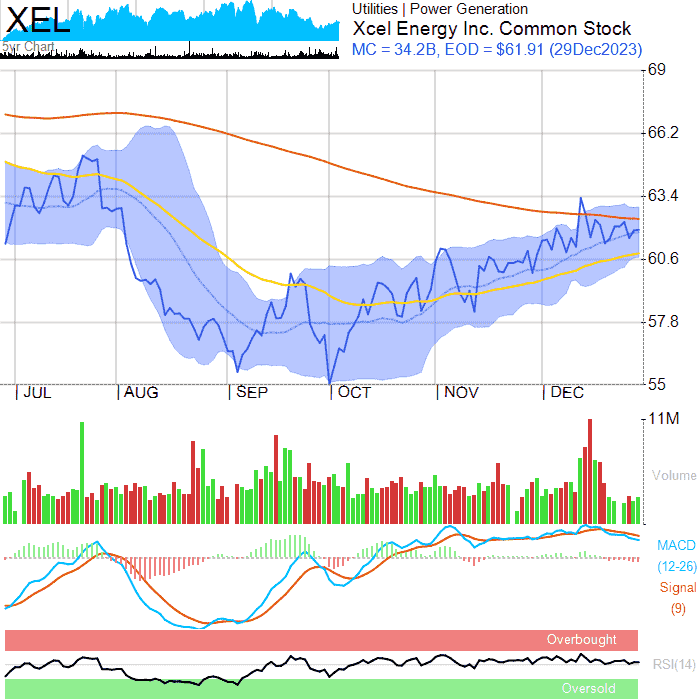 XEL
5yr Chart
Utilities | Power Generation
Xcel Energy Inc. Common Stock
MC = 34.2B, EOD = $61.91 (29Dec2023)
69
66.2
63.4
60.6
57.8
55
| JUL | AUG | SEP | OCT | NOV | DEC
11M
Volume
MACD
(12-26)
Signal
(9)
Overbought
RSI(14)
Oversold